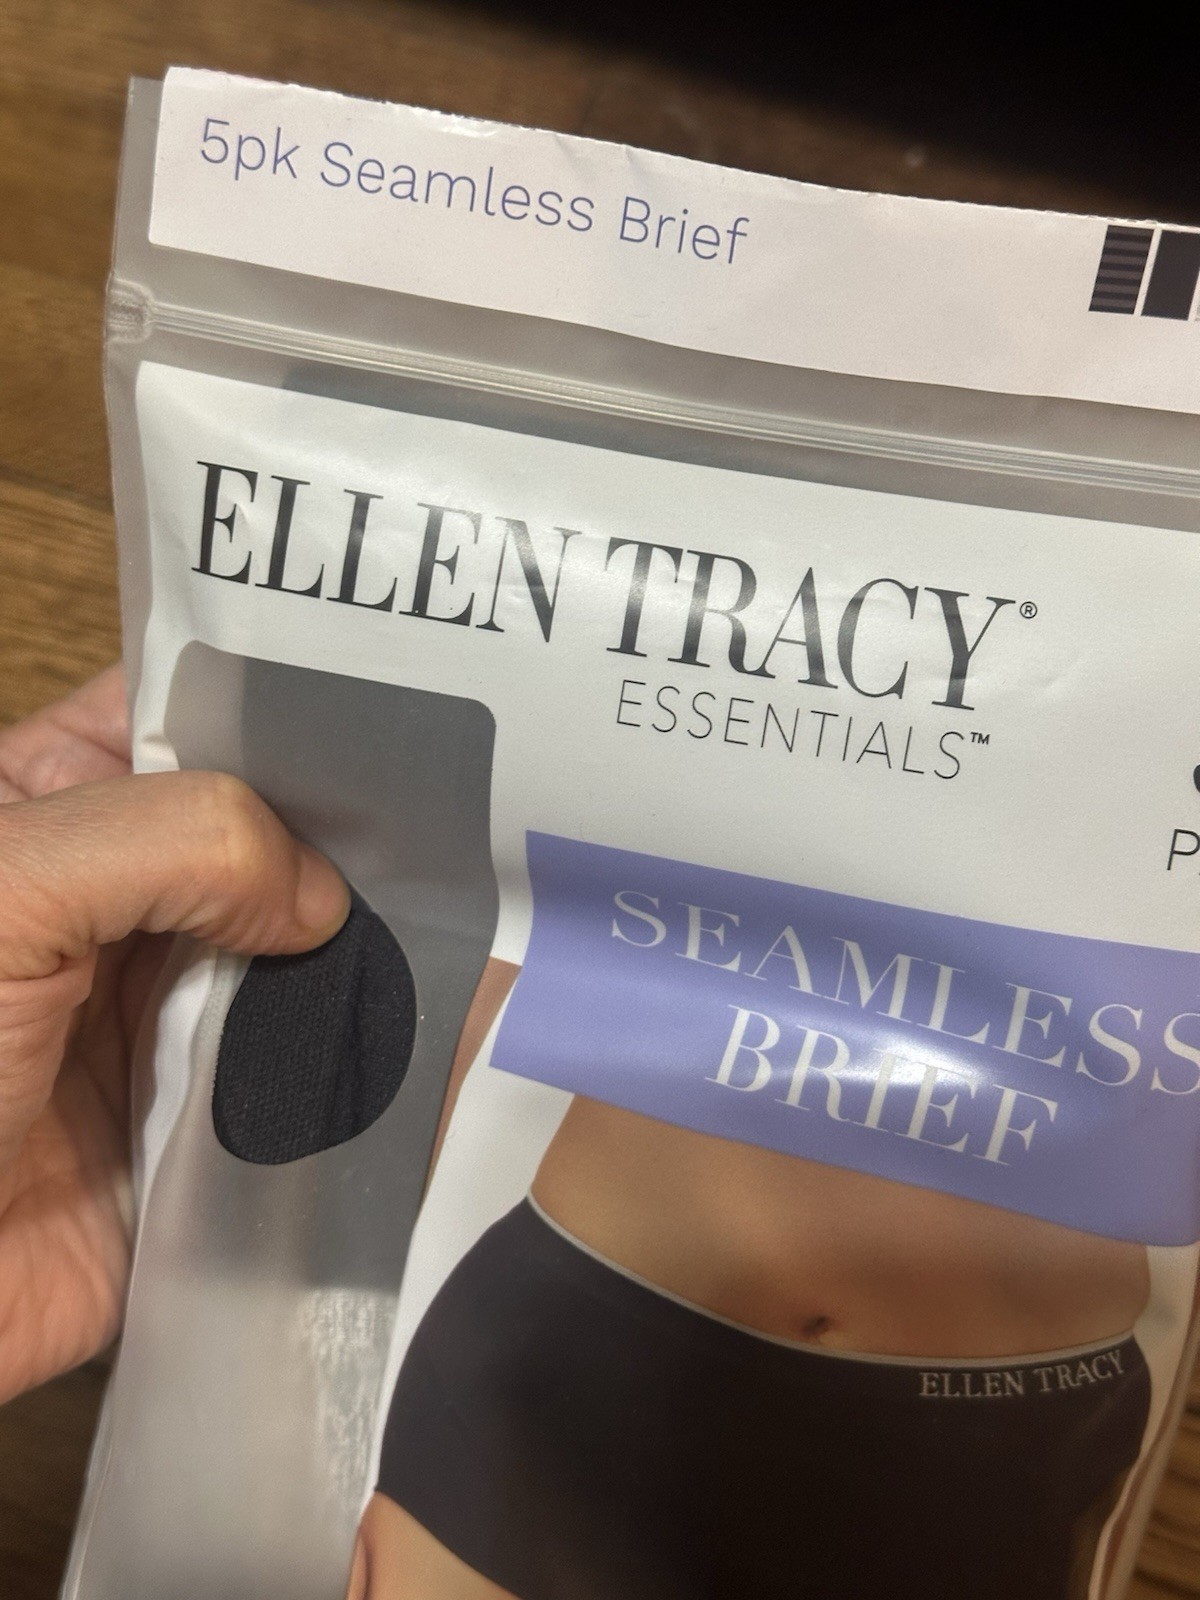 5pk Seamless Brief
ELLEN TRACY®
ESSENTIALS™
SEAMLESS
BRIEF
ELLEN TRACY